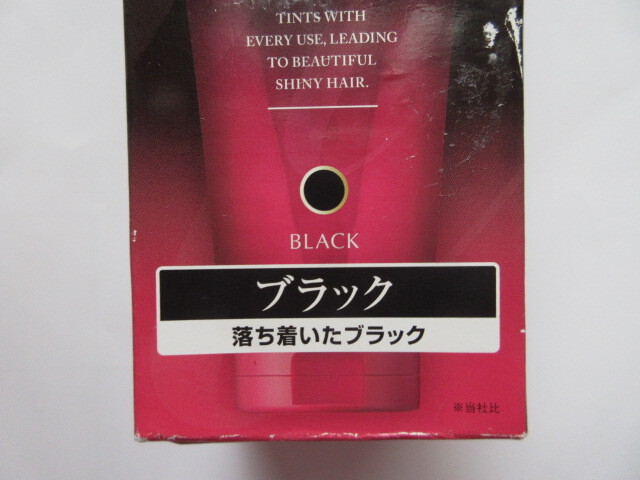 TINTS WITH
EVERY USE, LEADING
TO BEAUTIFUL
SHINY HAIR.
BLACK
ブラック
落ち着いたブラック
※当社比